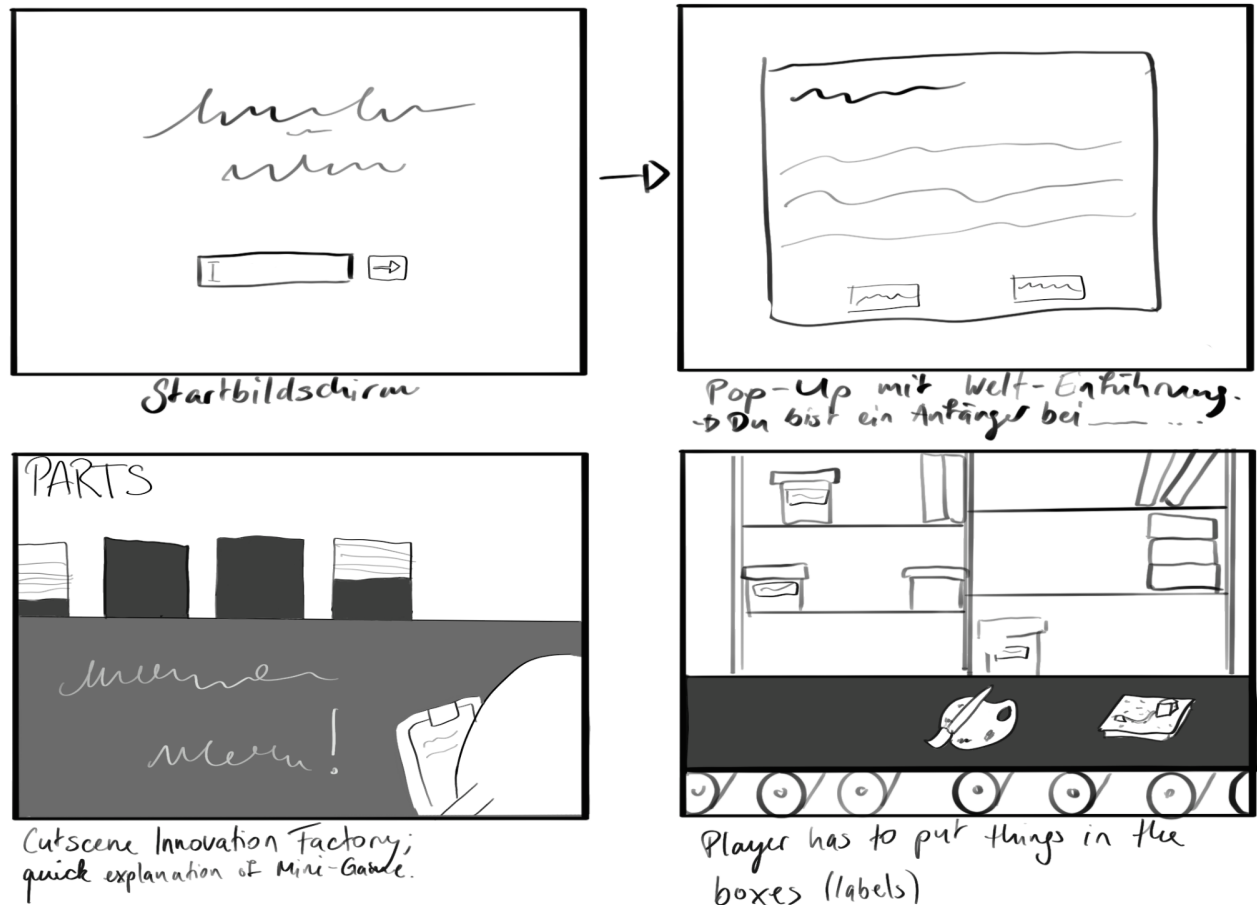 Startbildschirm
Pop-Up mit Welt-Einführung.
→ Du bist ein Anfänger bei ___ ...
PARTS
Cutscene Innovation Factory;
quick explanation of Mini-Game.
Player has to put things in the
boxes (labels)